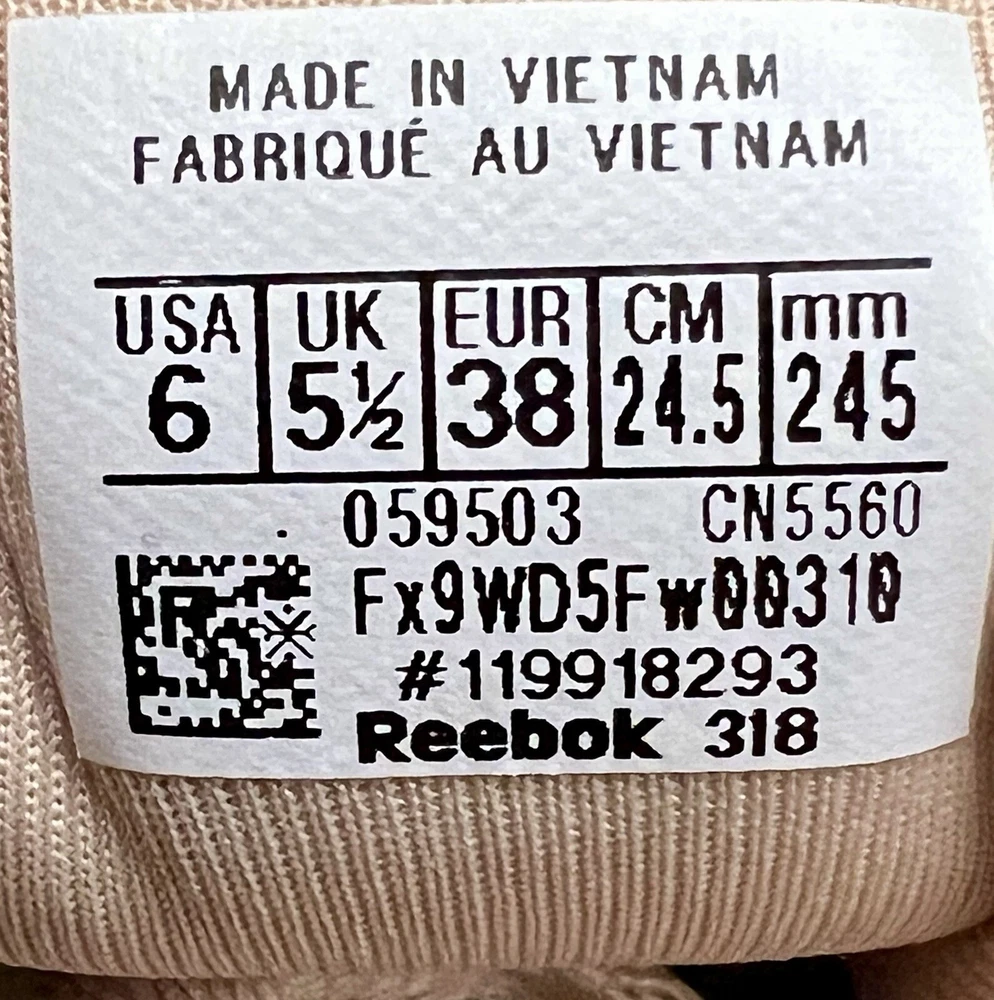 MADE IN VIETNAM
FABRIQUÉ AU VIETNAM
USA UK EUR CM mm
6 5½ 38 24.5 245
059503 CN5560
Fx9WD5Fw00310
#119918293
Reebok 318